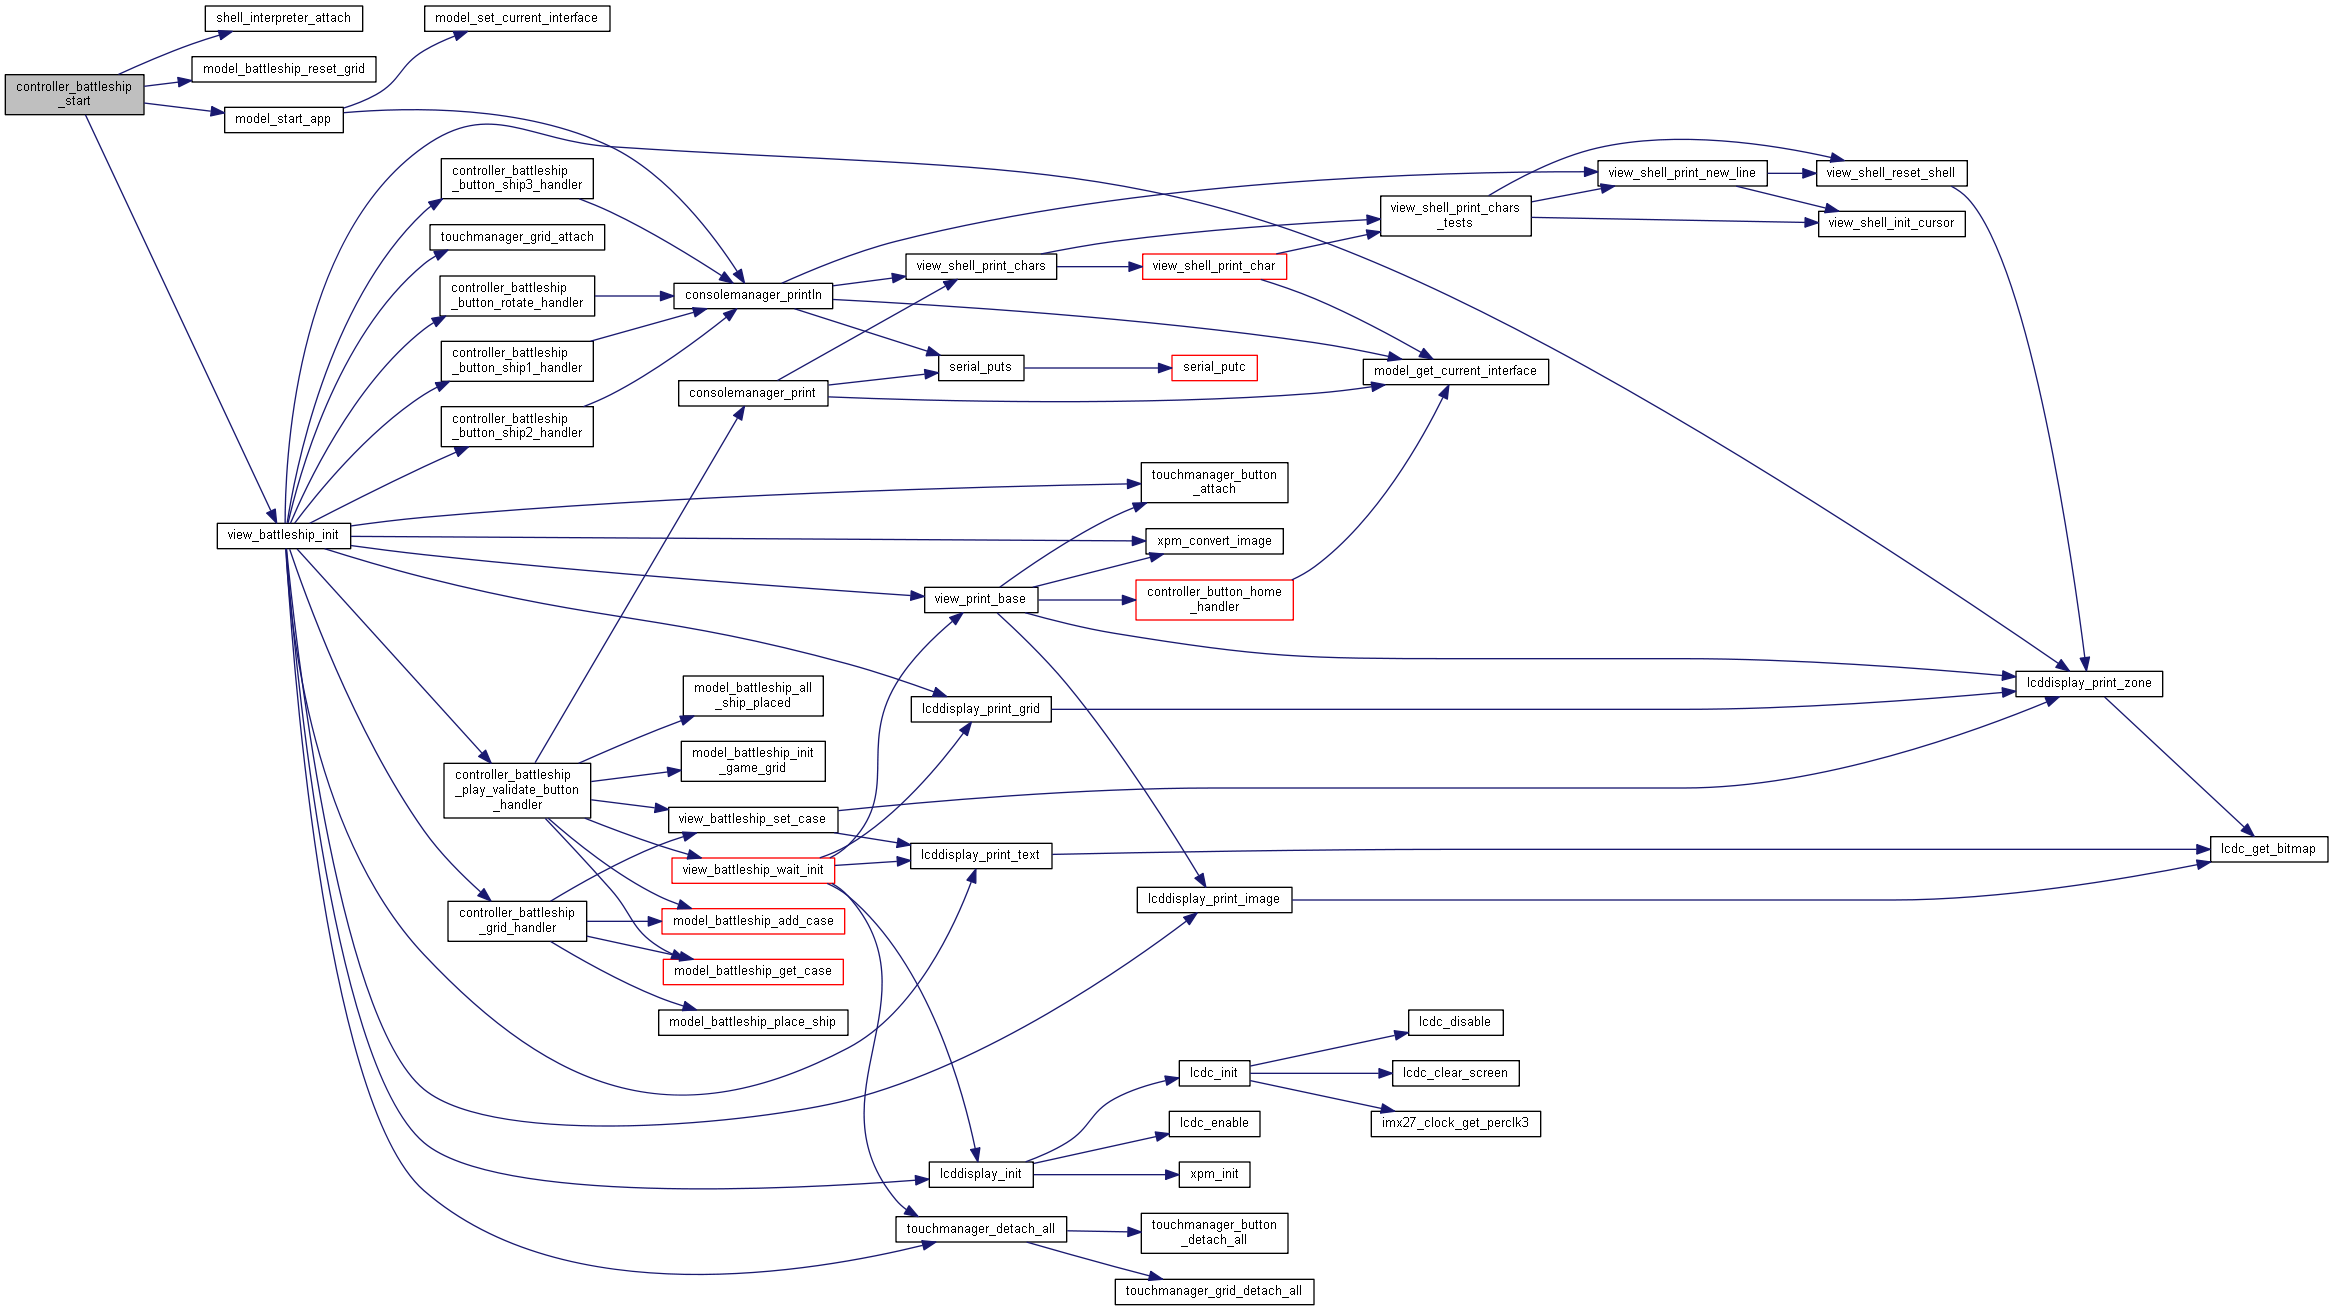 shell_interpreter_attach
model_set_current_interface
model_battleship_reset_grid
controller_battleship
_start
model_start_app
controller_battleship
_button_ship3_handler
touchmanager_grid_attach
controller_battleship
_button_rotate_handler
controller_battleship
_button_ship1_handler
controller_battleship
_button_ship2_handler
view_battleship_init
consolemanager_println
consolemanager_print
view_shell_print_chars
serial_puts
view_shell_print_char
serial_putc
view_shell_print_chars
_tests
model_get_current_interface
view_shell_print_new_line
view_shell_reset_shell
view_shell_init_cursor
touchmanager_button
_attach
xpm_convert_image
view_print_base
controller_button_home
_handler
model_battleship_all
_ship_placed
lcddisplay_print_grid
lcddisplay_print_zone
model_battleship_init
_game_grid
controller_battleship
_play_validate_button
_handler
view_battleship_set_case
lcddisplay_print_text
lcdc_get_bitmap
view_battleship_wait_init
lcddisplay_print_image
controller_battleship
_grid_handler
model_battleship_add_case
model_battleship_get_case
model_battleship_place_ship
lcdc_disable
lcdc_init
lcdc_clear_screen
lcdc_enable
imx27_clock_get_perclk3
lcddisplay_init
xpm_init
touchmanager_detach_all
touchmanager_button
_detach_all
touchmanager_grid_detach_all